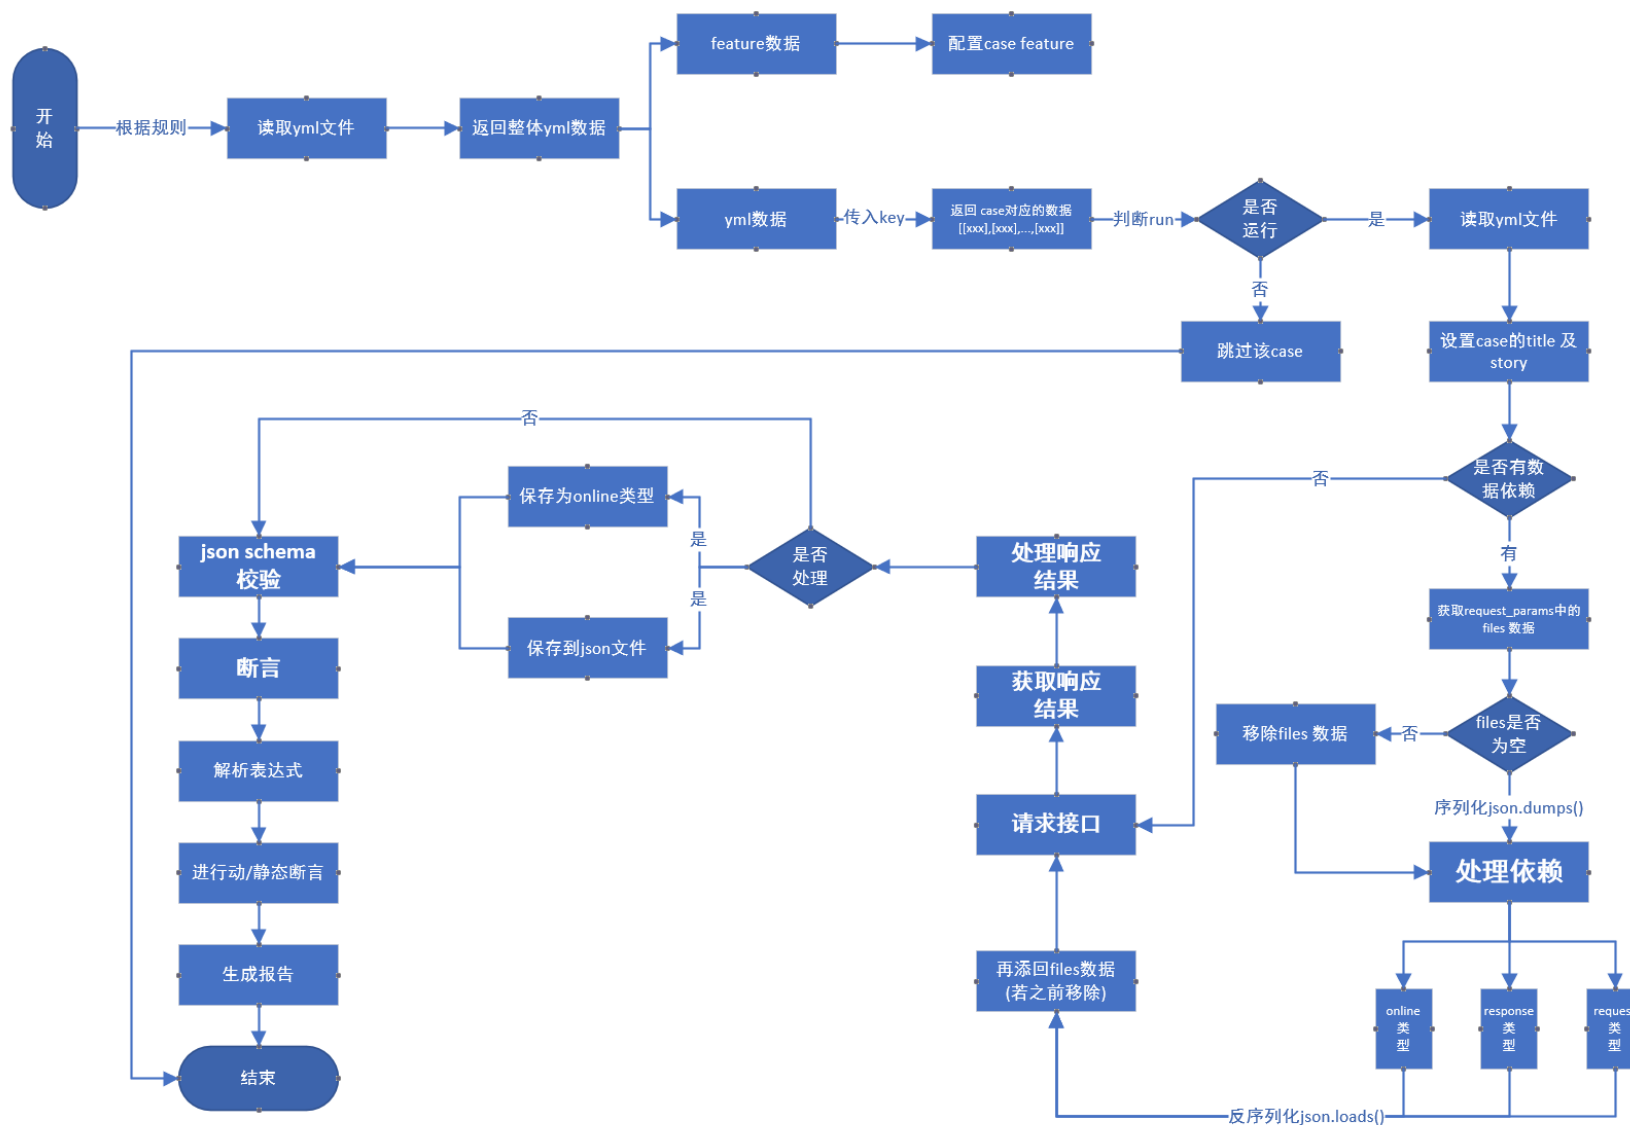 开
始
根据规则
读取yml文件
返回整体yml数据
feature数据
配置case feature
yml数据
传入key
返回 case对应的数据
[[xxx],[xxx],...,[xxx]]
判断run
是否
运行
是
读取yml文件
否
跳过该case
设置case的title 及
story
是否有数
据依赖
否
有
获取request_params中的
files 数据
files是否
为空
否
移除files 数据
序列化json.dumps()
处理依赖
online
类
型
response
类
型
reques
类
型
反序列化json.loads()
再添回files数据
(若之前移除)
请求接口
获取响应
结果
处理响应
结果
是否
处理
否
是
是
保存为online类型
保存到json文件
json schema
校验
断言
解析表达式
进行动/静态断言
生成报告
结束